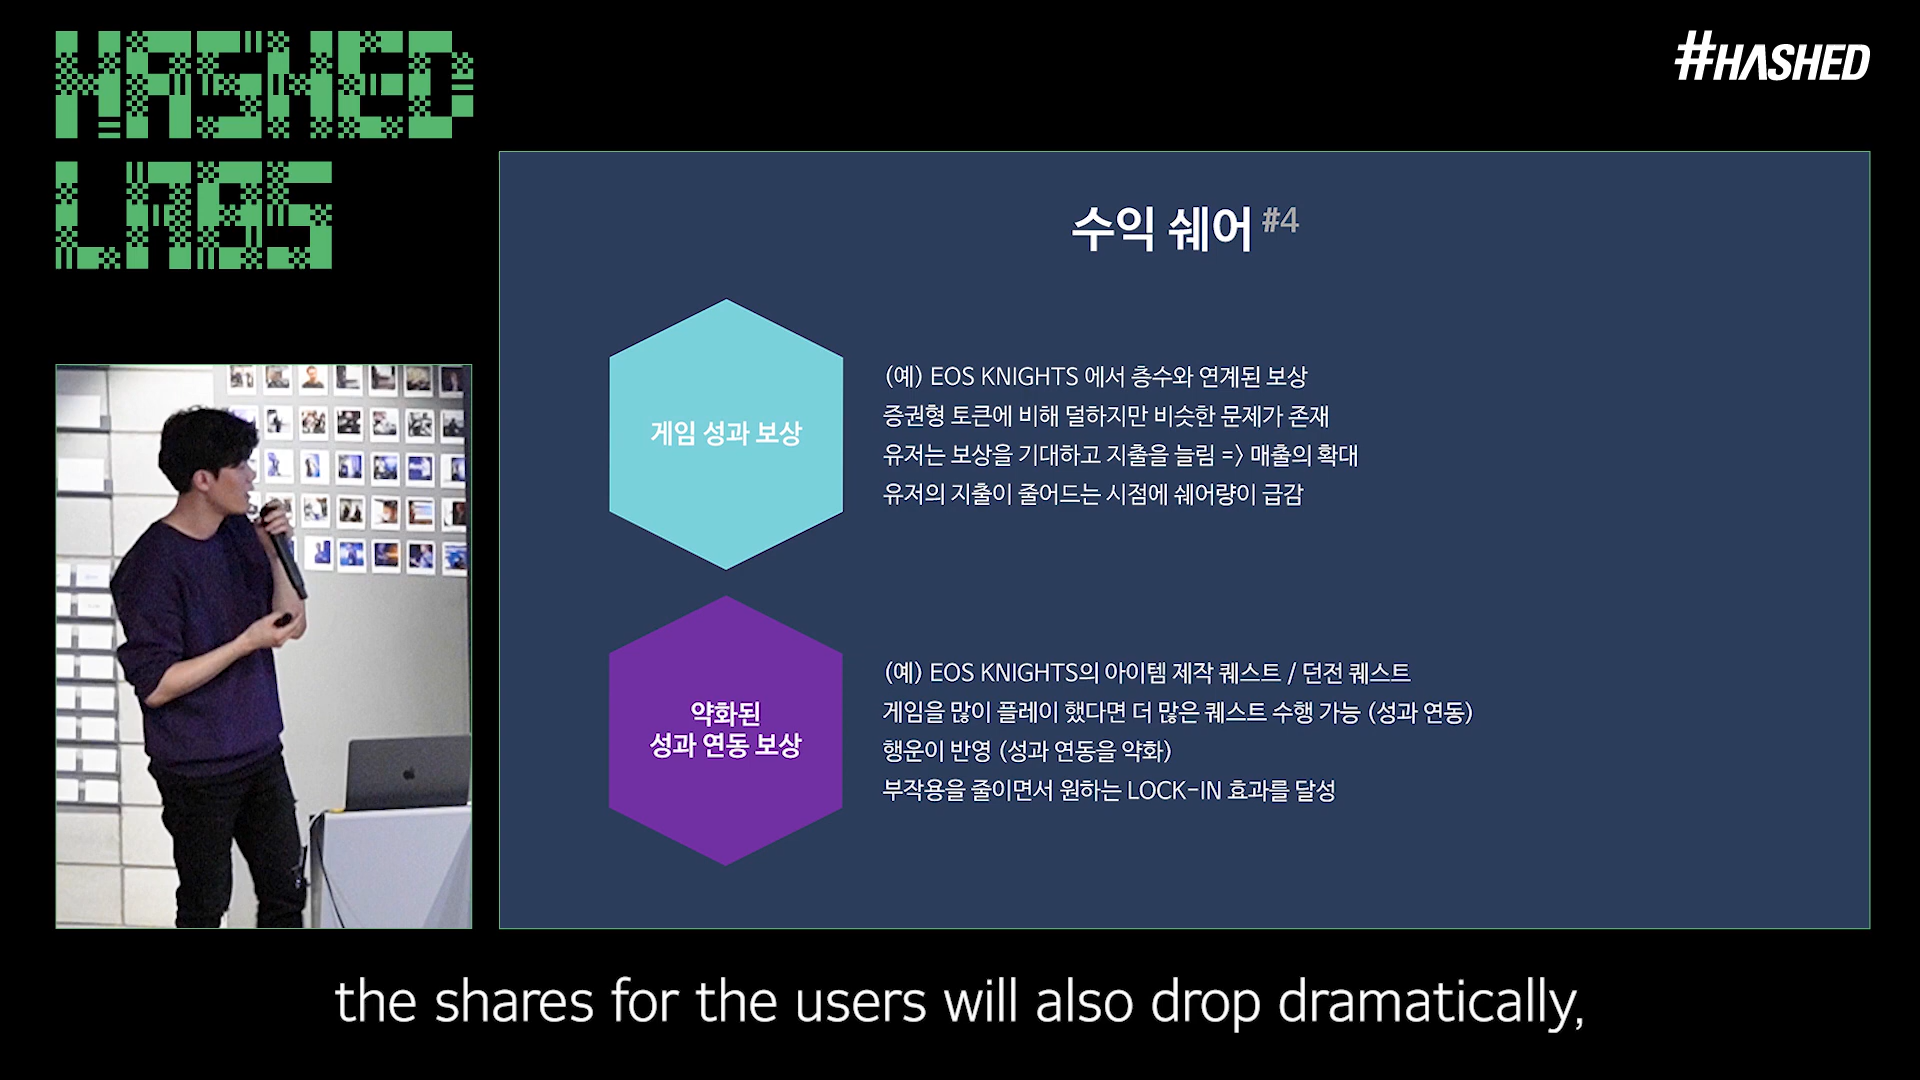 HASHED
LABS
#HASHED
수익 쉐어 #4
게임 성과 보상
(예) EOS KNIGHTS 에서 층수와 연계된 보상
증권형 토큰에 비해 덜하지만 비슷한 문제가 존재
유저는 보상을 기대하고 지출을 늘림 => 매출의 확대
유저의 지출이 줄어드는 시점에 쉐어량이 급감
약화된
성과 연동 보상
(예) EOS KNIGHTS의 아이템 제작 퀘스트 / 던전 퀘스트
게임을 많이 플레이 했다면 더 많은 퀘스트 수행 가능 (성과 연동)
행운이 반영 (성과 연동을 약화)
부작용을 줄이면서 원하는 LOCK-IN 효과를 달성
the shares for the users will also drop dramatically,